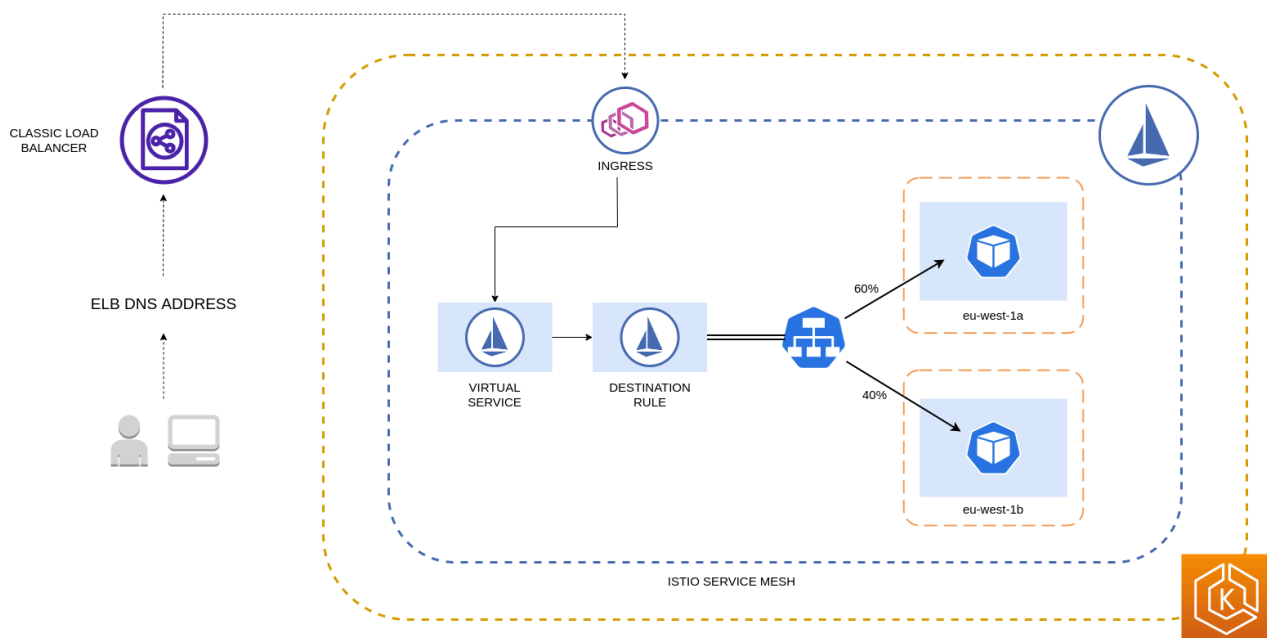 CLASSIC LOAD
BALANCER
ELB DNS ADDRESS
INGRESS
VIRTUAL
SERVICE
DESTINATION
RULE
60%
40%
eu-west-1a
eu-west-1b
ISTIO SERVICE MESH
K